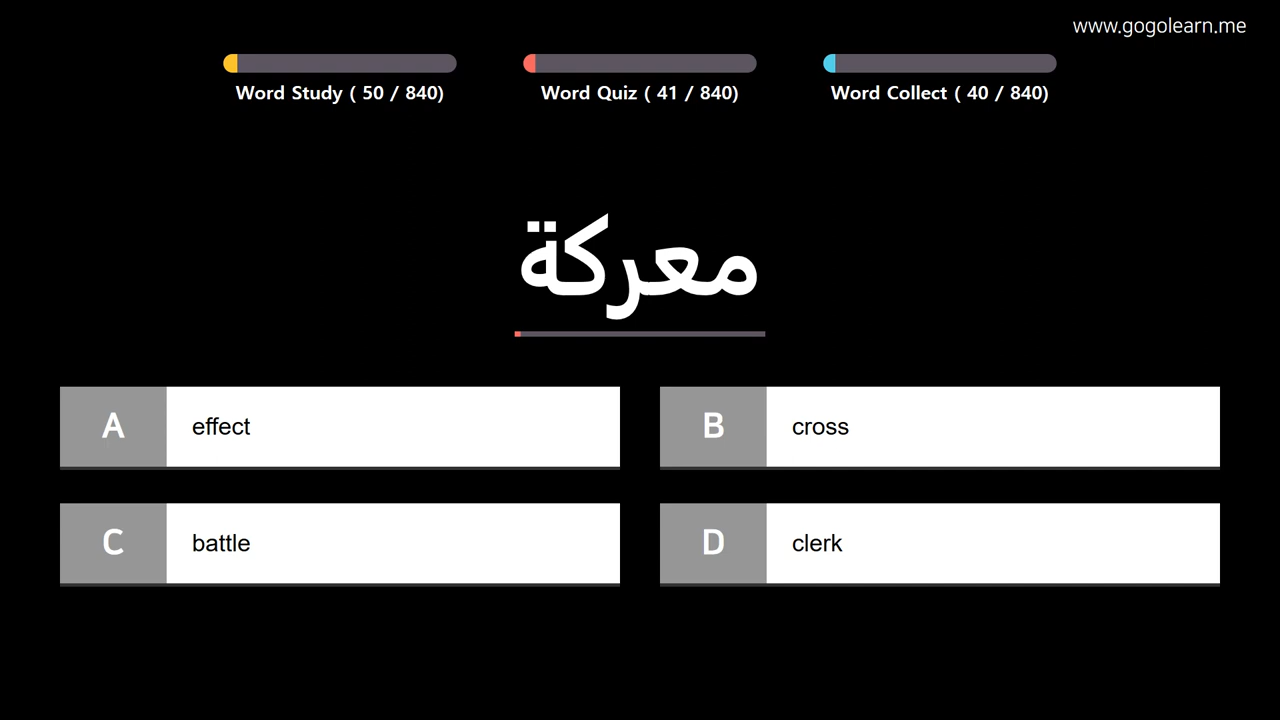 www.gogolearn.me
Word Study ( 50 / 840)
Word Quiz ( 41 / 840)
Word Collect ( 40 / 840)
معركة
A effect
B cross
C battle
D clerk